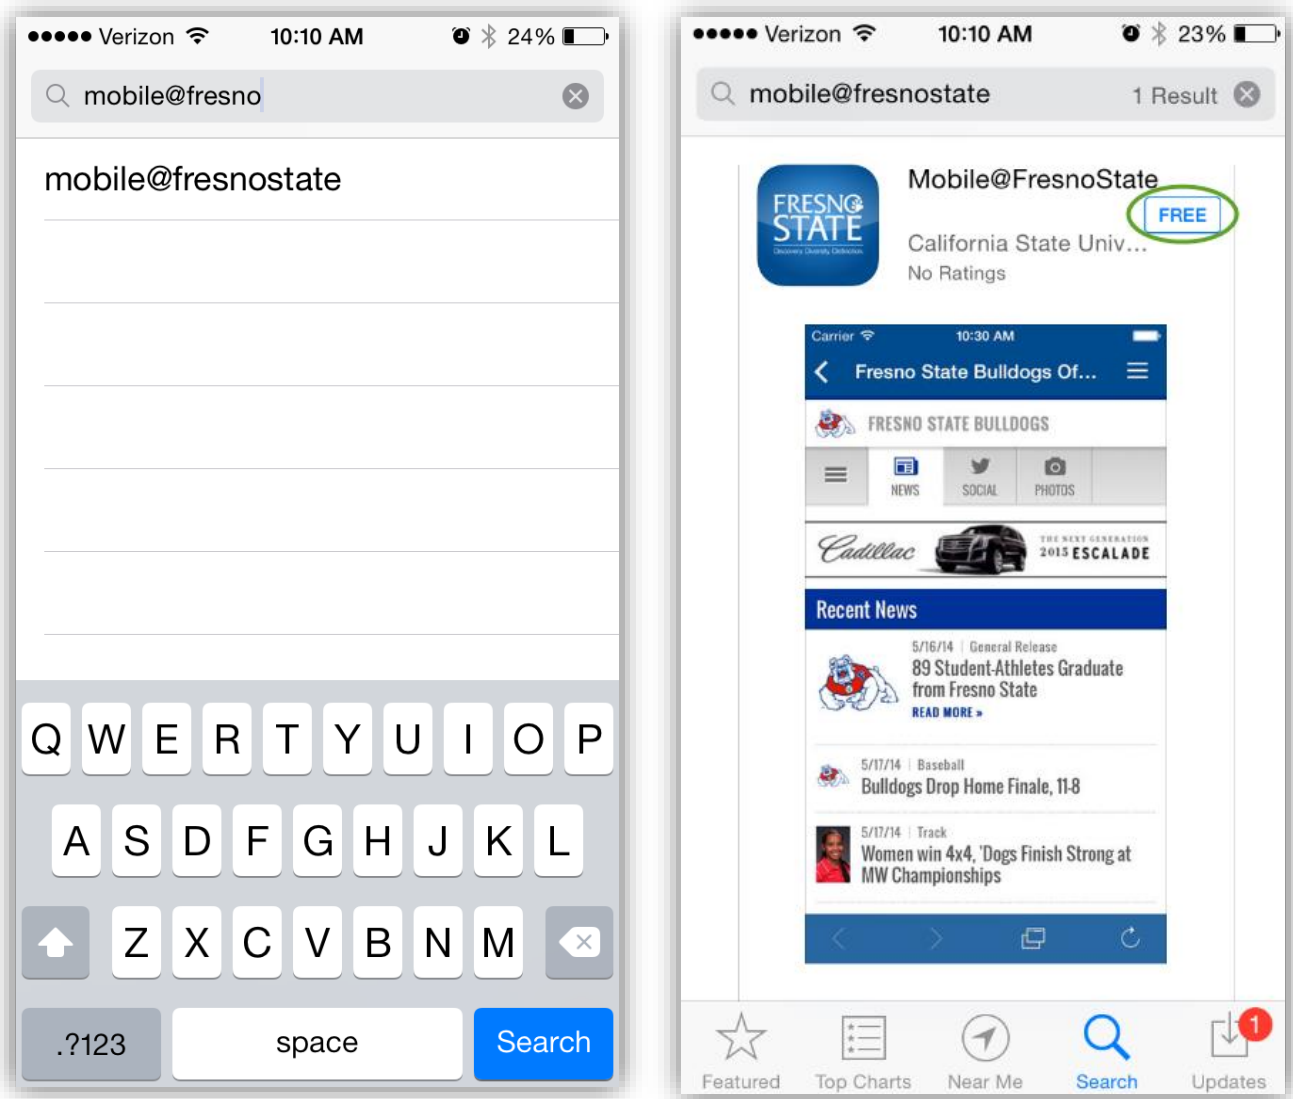 Verizon 10:10 AM 24%
mobile@fresno
mobile@fresnostate
Q W E R T Y U I O P
A S D F G H J K L
Z X C V B N M
.?123 space Search
Verizon 10:10 AM 23%
mobile@fresnostate 1 Result
Mobile@FresnoState
FREE
California State Univ...
No Ratings
FRESNO
STATE
Discovery. Diversity. Distinction.
Carrier 10:30 AM
Fresno State Bulldogs Of...
FRESNO STATE BULLDOGS
NEWS SOCIAL PHOTOS
Cadillac
THE NEXT GENERATION
2015 ESCALADE
Recent News
5/16/14 | General Release
89 Student-Athletes Graduate
from Fresno State
READ MORE »
5/17/14 | Baseball
Bulldogs Drop Home Finale, 11-8
5/17/14 | Track
Women win 4x4, 'Dogs Finish Strong at
MW Championships
1
Featured Top Charts Near Me Search Updates